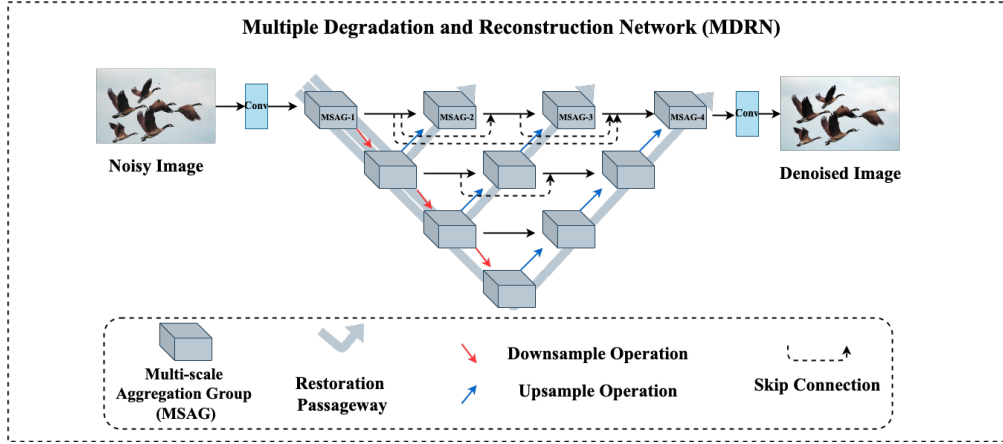 Multiple Degradation and Reconstruction Network (MDRN)
Conv
MSAG-1
MSAG-2
MSAG-3
MSAG-4
Conv
Noisy Image
Denoised Image
Multi-scale
Aggregation Group
(MSAG)
Restoration
Passageway
Downsample Operation
Upsample Operation
Skip Connection